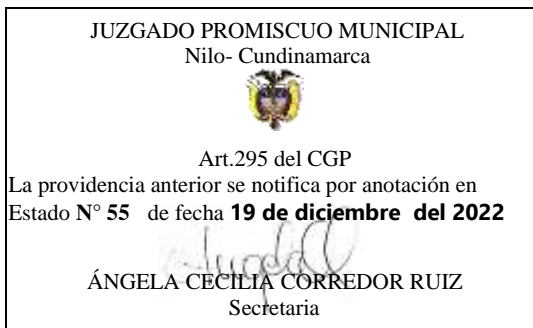 JUZGADO PROMISCUO MUNICIPAL
Nilo- Cundinamarca
Art.295 del CGP
La providencia anterior se notifica por anotación en
Estado N° 55 de fecha 19 de diciembre del 2022
ÁNGELA CECILIA CORREDOR RUIZ
Secretaria